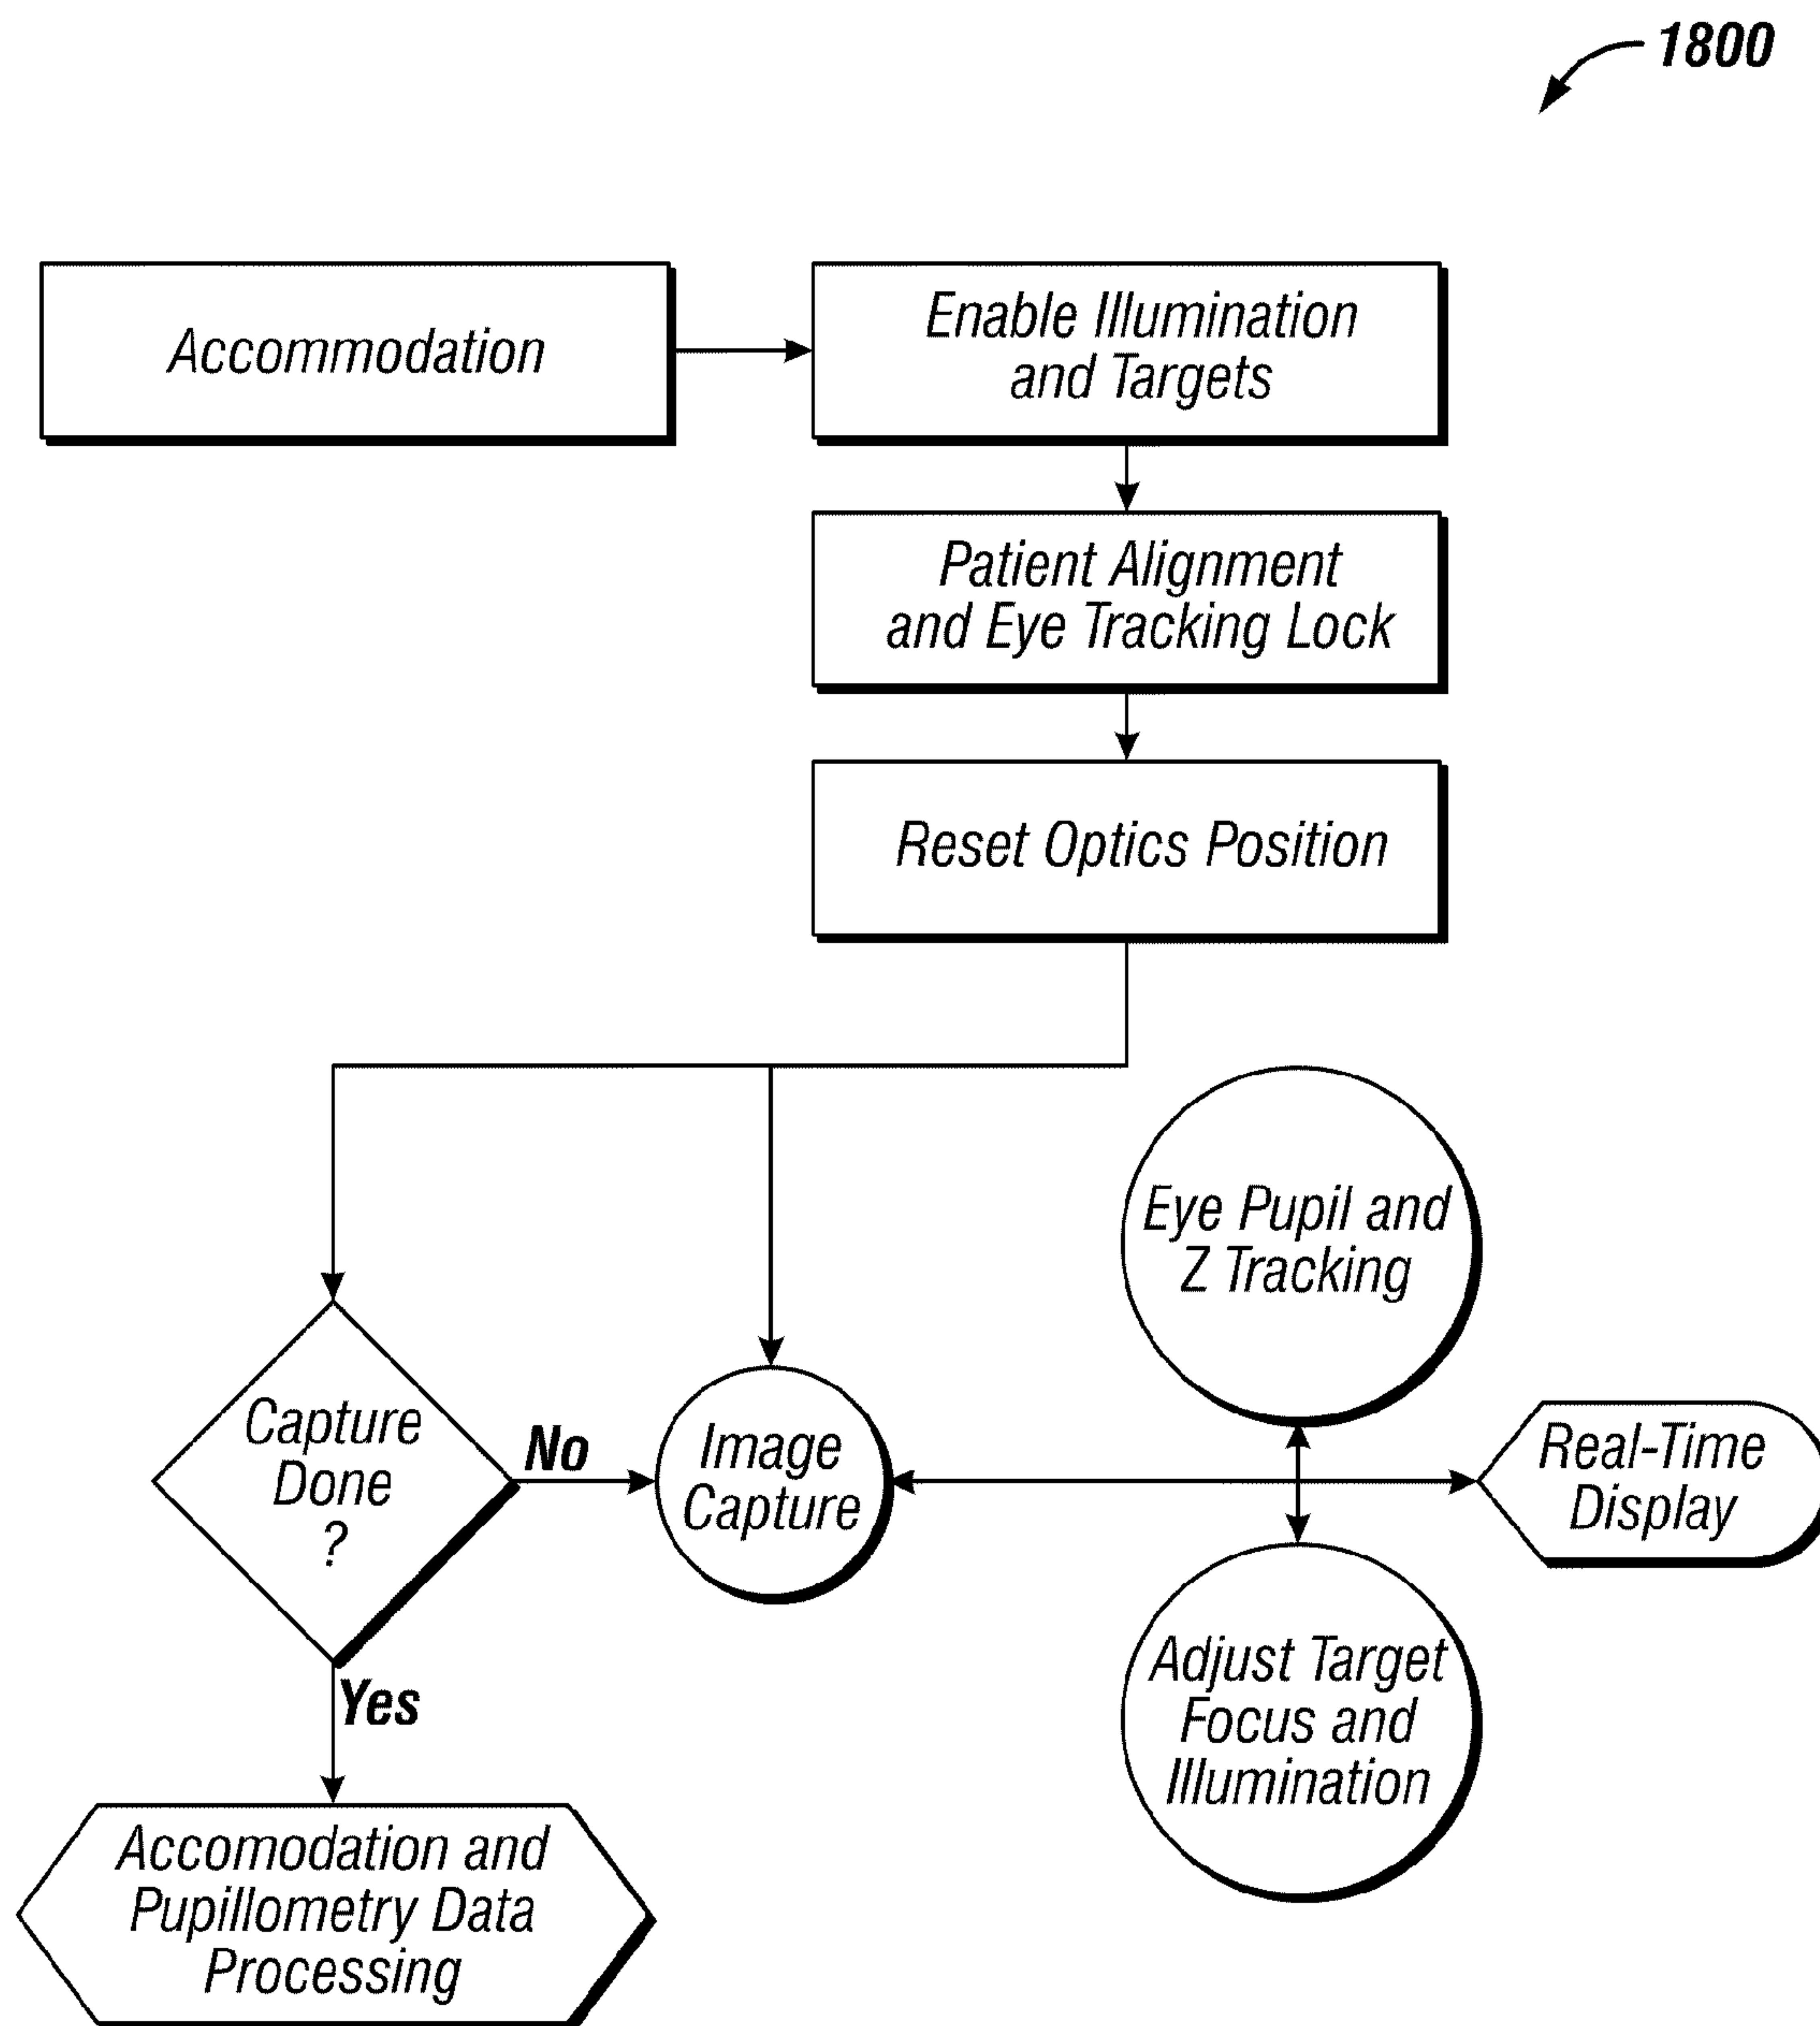 1800
Accommodation
Enable Illumination
and Targets
Patient Alignment
and Eye Tracking Lock
Reset Optics Position
Eye Pupil and
Z Tracking
Capture
Done
?
No
Image
Capture
Real-Time
Display
Yes
Adjust Target
Focus and
Illumination
Accomodation and
Pupillometry Data
Processing